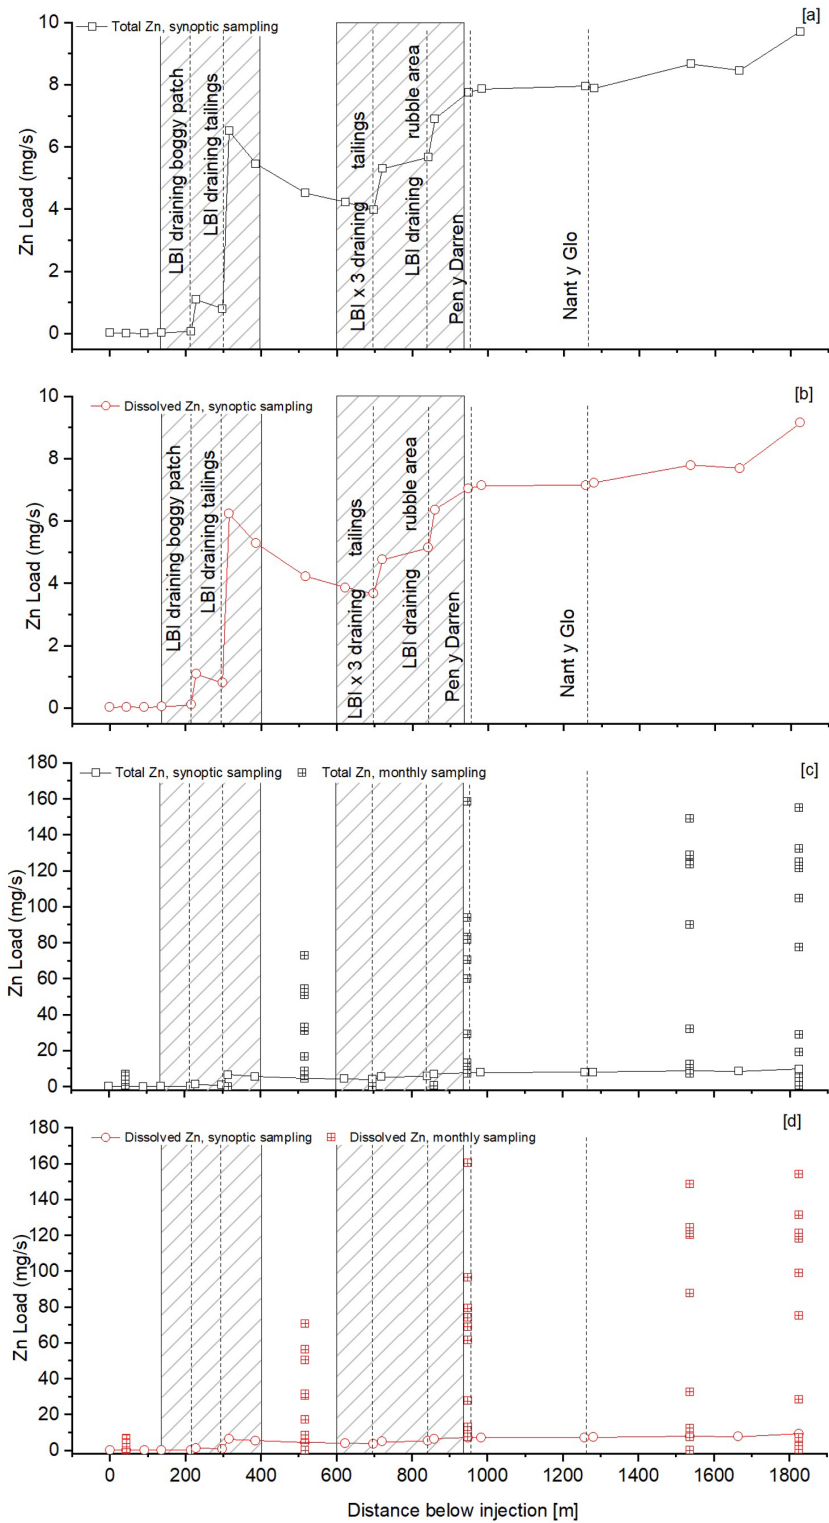 Total Zn, synoptic sampling
[a]
10
8
6
4
2
0
Zn Load (mg/s)
LBI draining boggy patch
LBI draining tailings
LBI x 3 draining tailings
LBI draining rubble area
Pen y Darren
Nant y Glo
Dissolved Zn, synoptic sampling
[b]
10
8
6
4
2
0
Zn Load (mg/s)
LBI draining boggy patch
LBI draining tailings
LBI x 3 draining tailings
LBI draining rubble area
Pen y Darren
Nant y Glo
Total Zn, synoptic sampling Total Zn, monthly sampling
[c]
180
160
140
120
100
80
60
40
20
0
Zn Load (mg/s)
Dissolved Zn, synoptic sampling Dissolved Zn, monthly sampling
[d]
180
160
140
120
100
80
60
40
20
0
Zn Load (mg/s)
0 200 400 600 800 1000 1200 1400 1600 1800
Distance below injection [m]